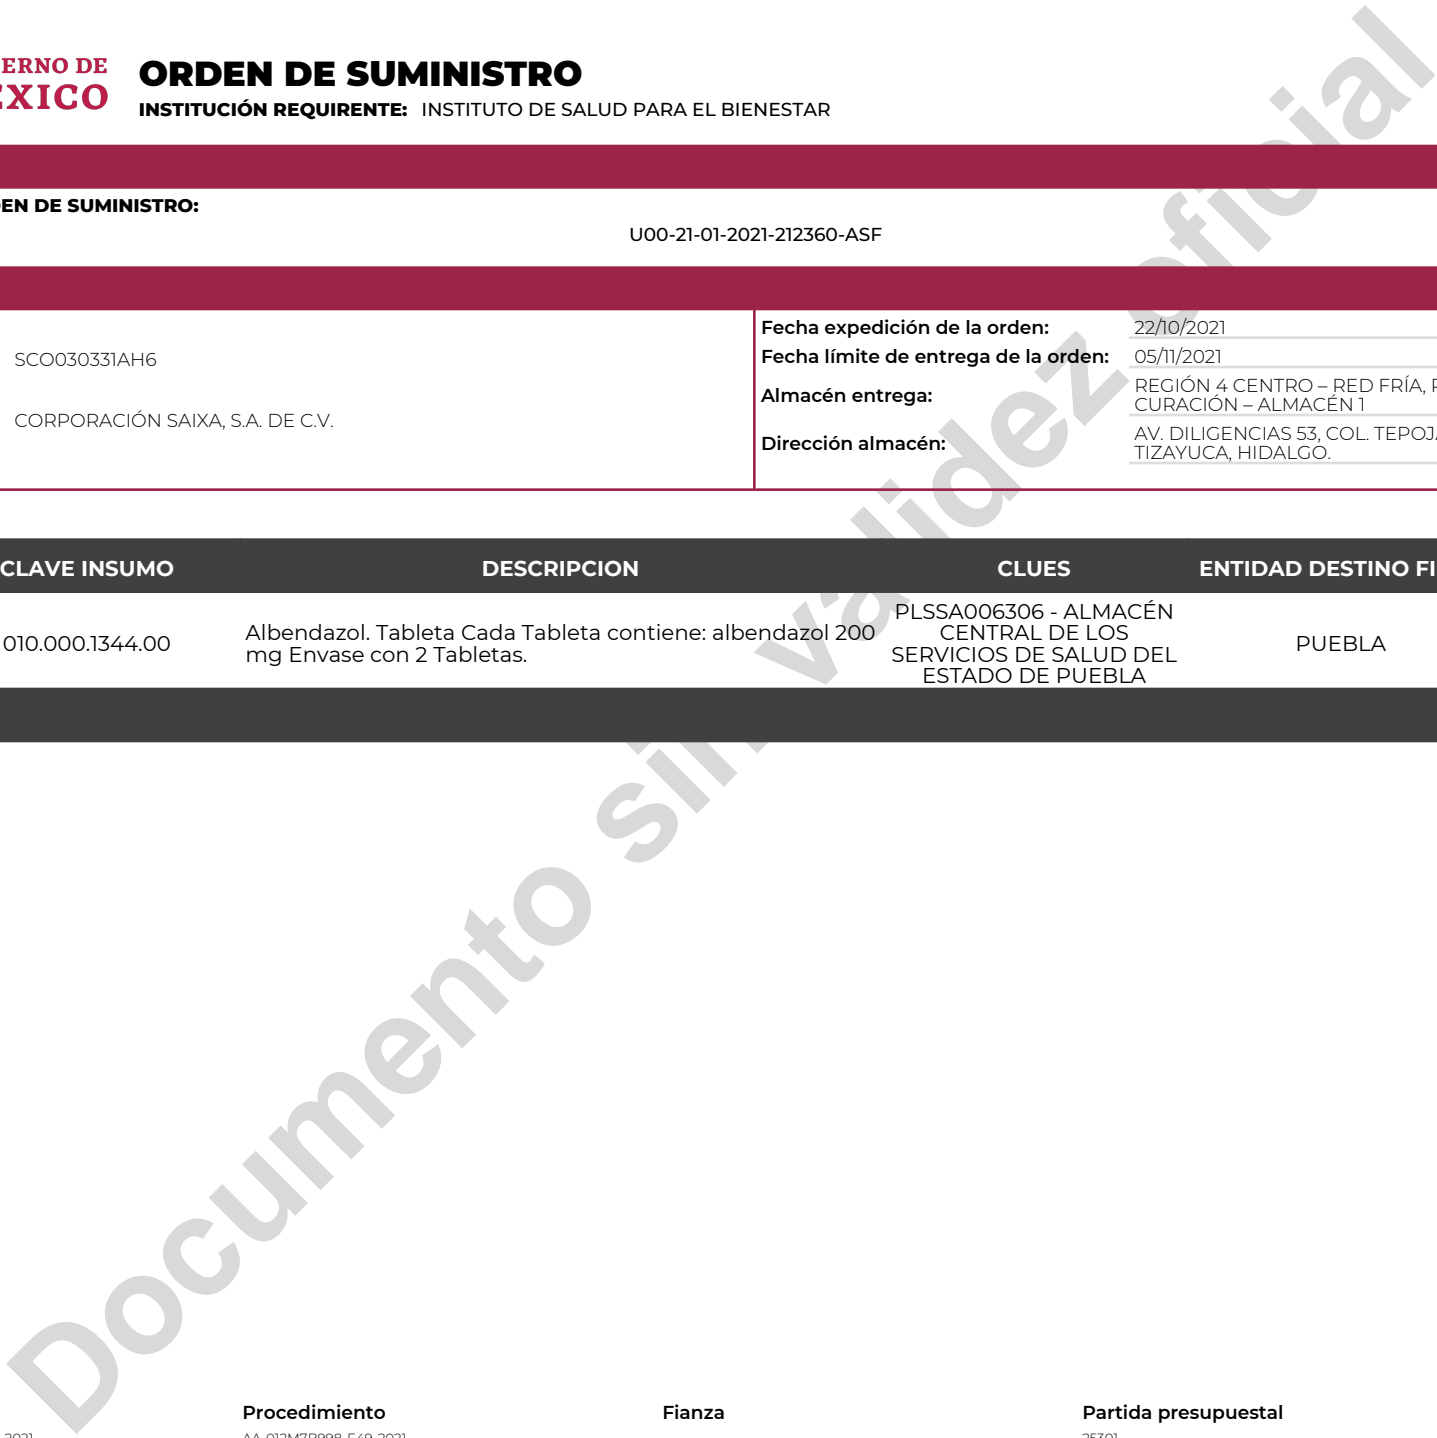 ERNO DE
ÉXICO
ORDEN DE SUMINISTRO
INSTITUCIÓN REQUIRENTE: INSTITUTO DE SALUD PARA EL BIENESTAR
EN DE SUMINISTRO:
U00-21-01-2021-212360-ASF
SCO030331AH6
CORPORACIÓN SAIXA, S.A. DE C.V.
Fecha expedición de la orden: 22/10/2021
Fecha límite de entrega de la orden: 05/11/2021
Almacén entrega: REGIÓN 4 CENTRO – RED FRÍA,
CURACIÓN – ALMACÉN 1
Dirección almacén: AV. DILIGENCIAS 53, COL. TEPOJ
TIZAYUCA, HIDALGO.
CLAVE INSUMO DESCRIPCION CLUES ENTIDAD DESTINO FI
010.000.1344.00
Albendazol. Tableta Cada Tableta contiene: albendazol 200
mg Envase con 2 Tabletas.
PLSSA006306 - ALMACÉN
CENTRAL DE LOS
SERVICIOS DE SALUD DEL
ESTADO DE PUEBLA
PUEBLA
Documento sin validez oficial
Procedimiento Fianza Partida presupuestal